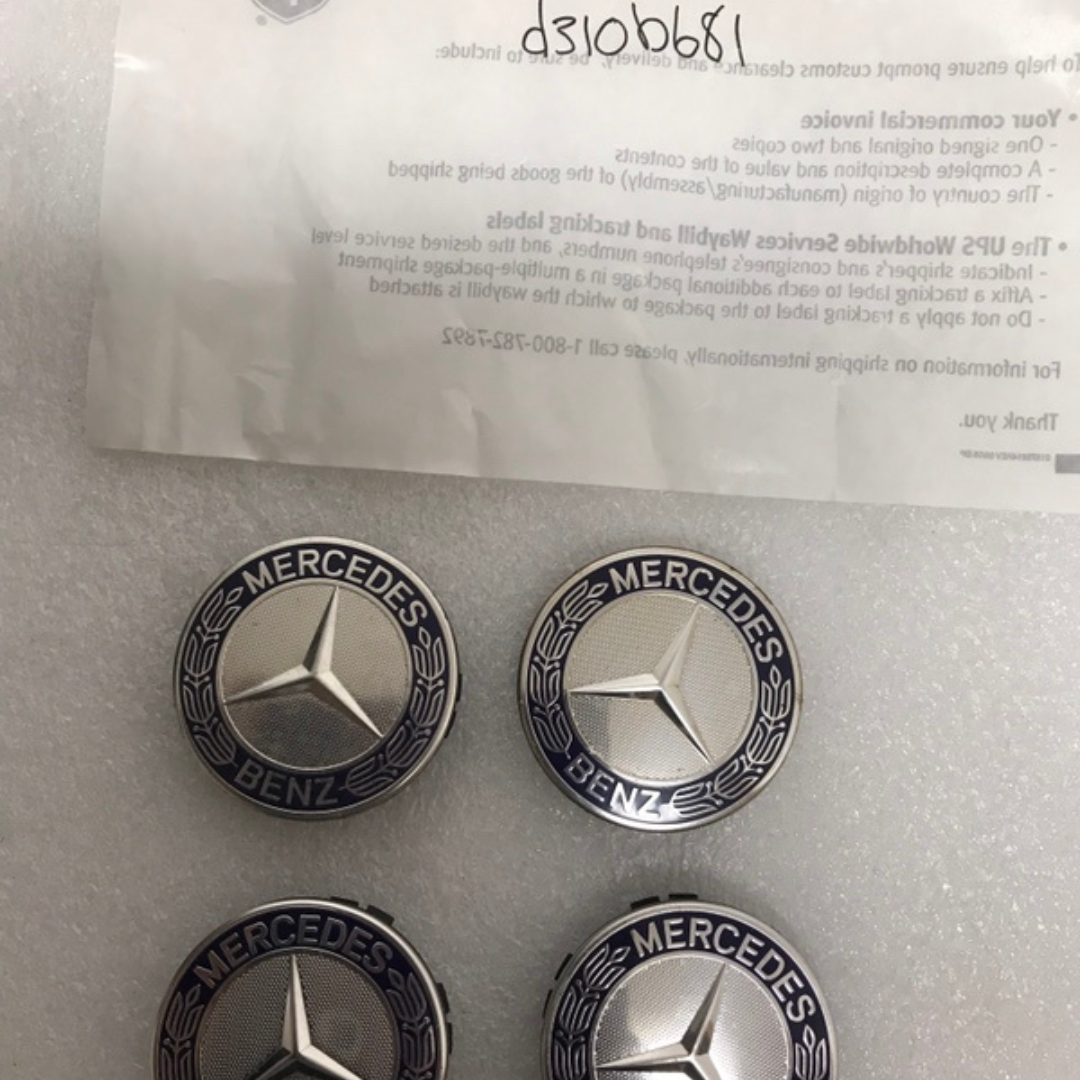 d310b681
To help ensure prompt customs clearance and delivery, be sure to include:
• Your commercial invoice
- One signed original and two copies
- A complete description and value of the contents
- The country of origin (manufacturing/assembly) of the goods being shipped
• The UPS Worldwide Services Waybill and tracking labels
- Indicate shipper's and consignee's telephone numbers, and the desired service level
- Affix a tracking label to each additional package in a multiple-package shipment
- Do not apply a tracking label to the package to which the waybill is attached
For information on shipping internationally, please call 1-800-782-7892
Thank you.
MERCEDES
BENZ
MERCEDES
BENZ
MERCEDES
MERCEDES